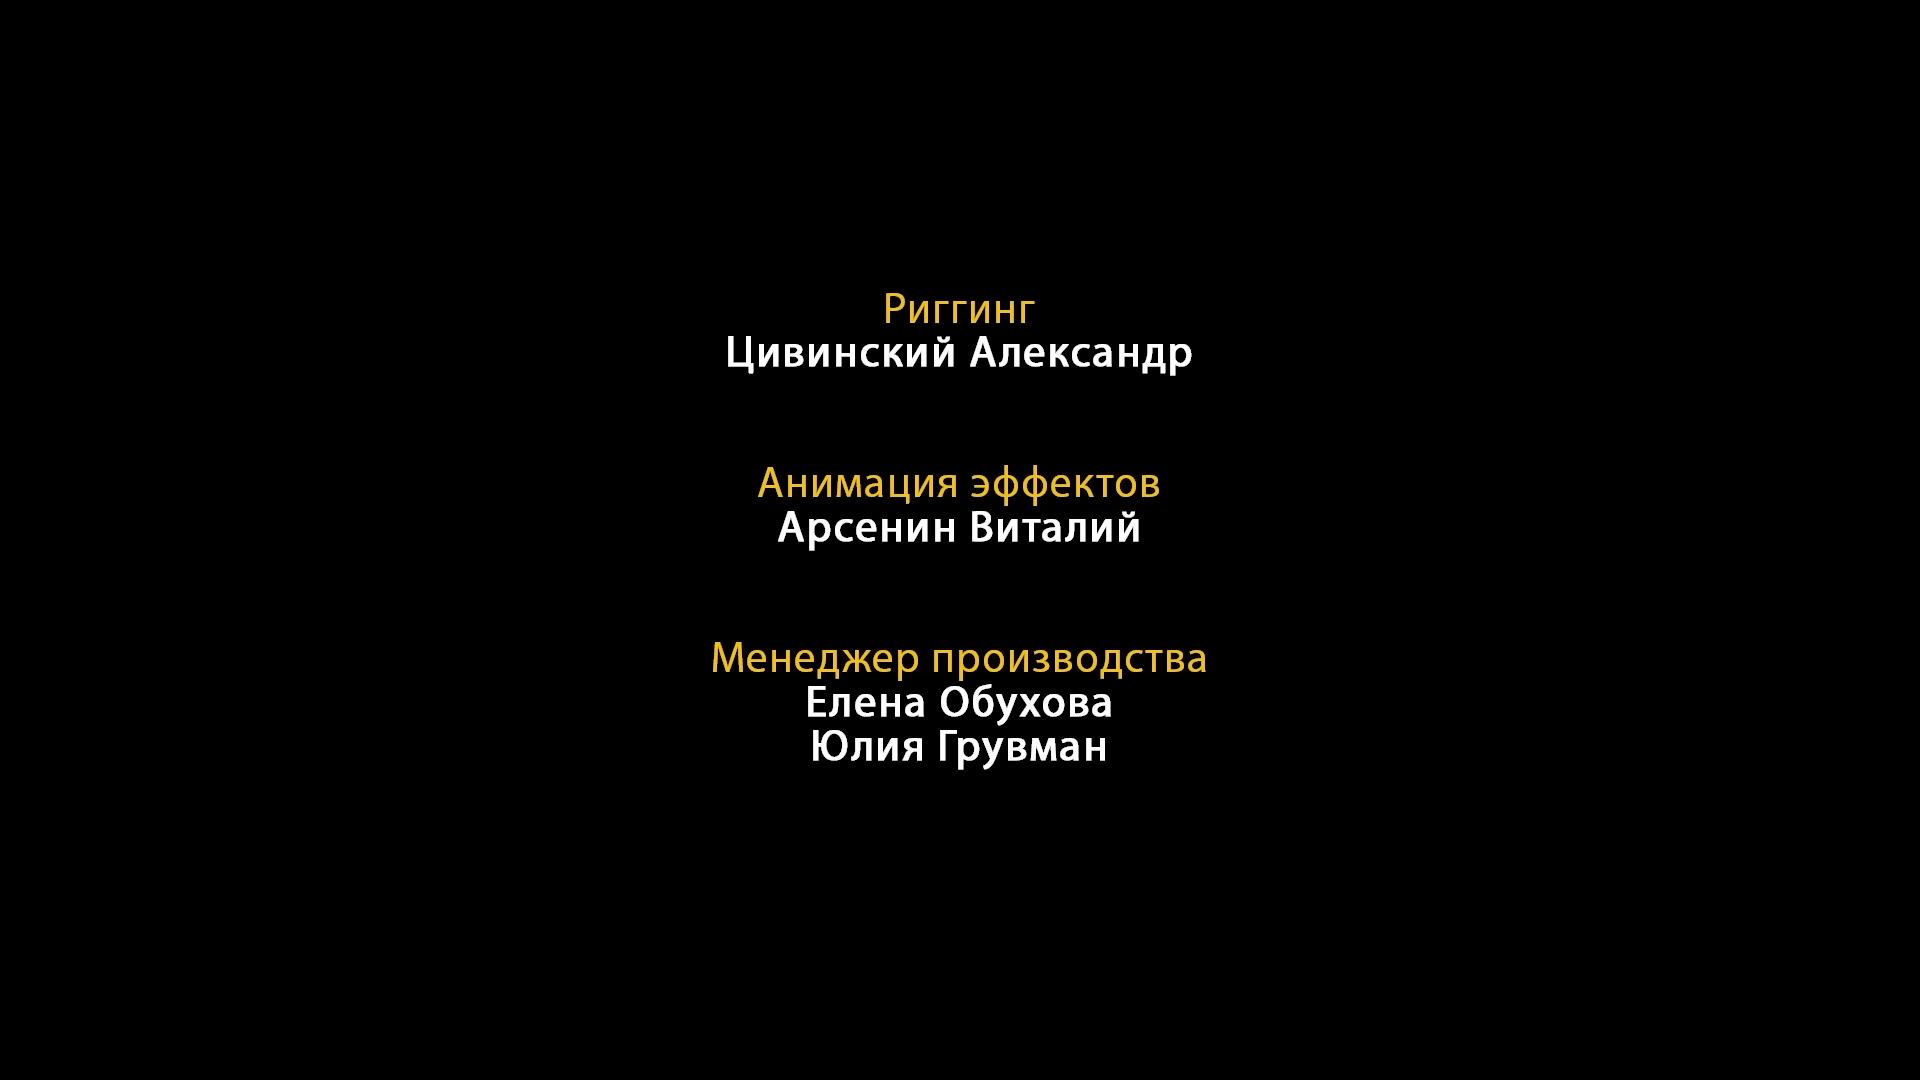 Риггинг
Цивинский Александр
Анимация эффектов
Арсенин Виталий
Менеджер производства
Елена Обухова
Юлия Грувман